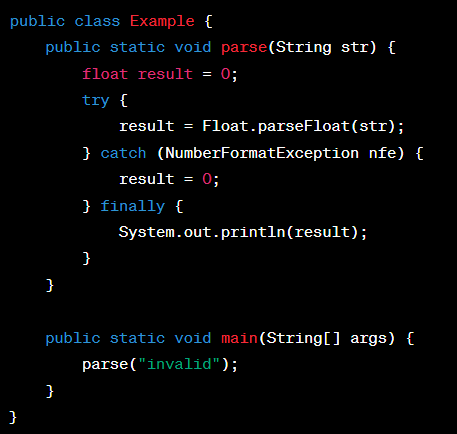 public class Example {
    public static void parse(String str) {
        float result = 0;
        try {
            result = Float.parseFloat(str);
        } catch (NumberFormatException nfe) {
            result = 0;
        } finally {
            System.out.println(result);
        }
    }

    public static void main(String[] args) {
        parse("invalid");
    }
}